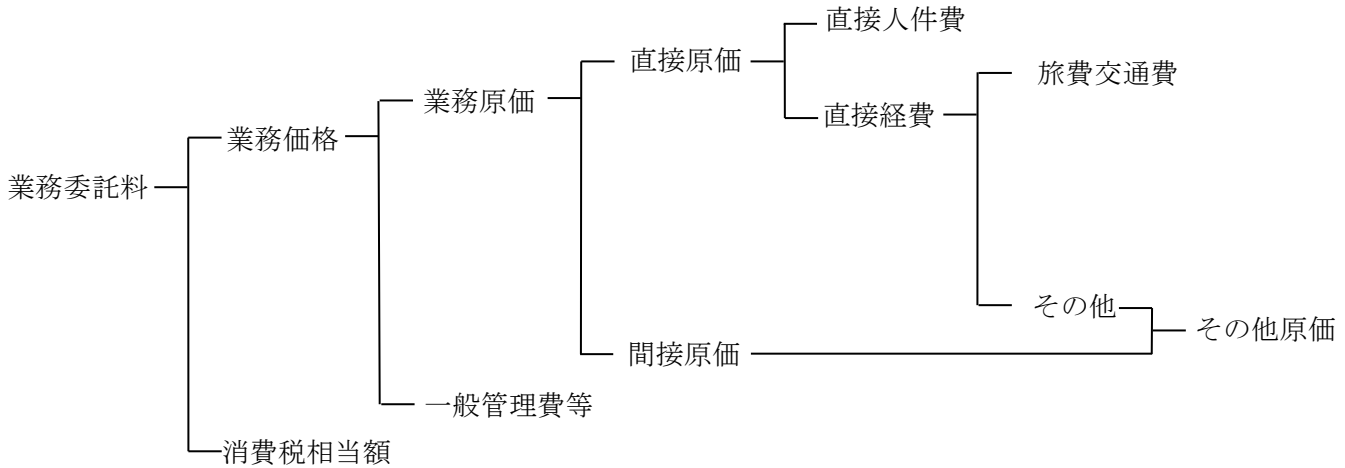 業務委託料
業務価格
消費税相当額
業務原価
一般管理費等
直接原価
間接原価
直接人件費
直接経費
旅費交通費
その他
その他原価